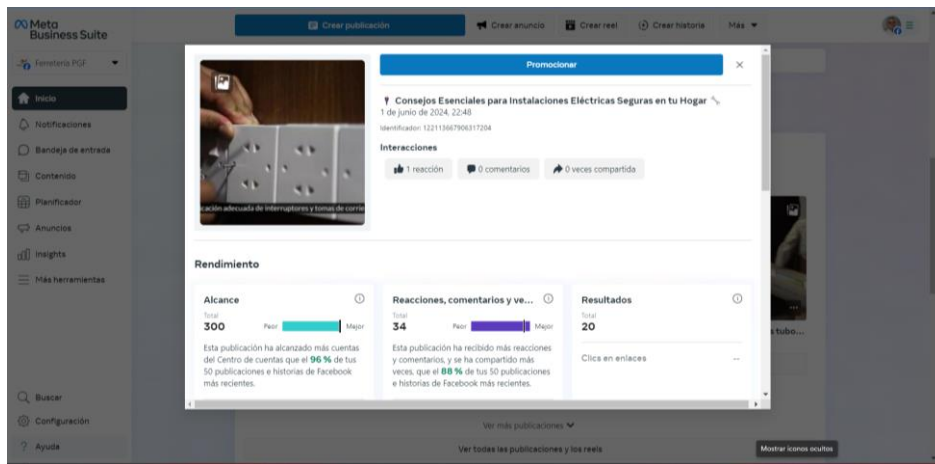 Meta
Business Suite
Crear publicación
Crear anuncio
Crear reel
Crear historia
Más
Ferretería PGF
Inicio
Notificaciones
Bandeja de entrada
Contenido
Planificador
Anuncios
Insights
Más herramientas
Buscar
Configuración
Ayuda
Promocionar
Consejos Esenciales para Instalaciones Eléctricas Seguras en tu Hogar
1 de junio de 2024, 22:48
Identificador: 122113667906317204
Interacciones
1 reacción
0 comentarios
0 veces compartida
icación adecuada de interruptores y tomas de corrie
Rendimiento
Alcance
Total
300
Peor
Mejor
Esta publicación ha alcanzado más cuentas
del Centro de cuentas que el 96 % de tus
50 publicaciones e historias de Facebook
más recientes.
Reacciones, comentarios y ve...
Total
34
Peor
Mejor
Esta publicación ha recibido más reacciones
y comentarios, y se ha compartido más
veces, que el 88 % de tus 50 publicaciones
e historias de Facebook más recientes.
Resultados
Total
20
Clics en enlaces
--
s tubo...
Ver más publicaciones
Ver todas las publicaciones y los reels
Mostrar iconos ocultos